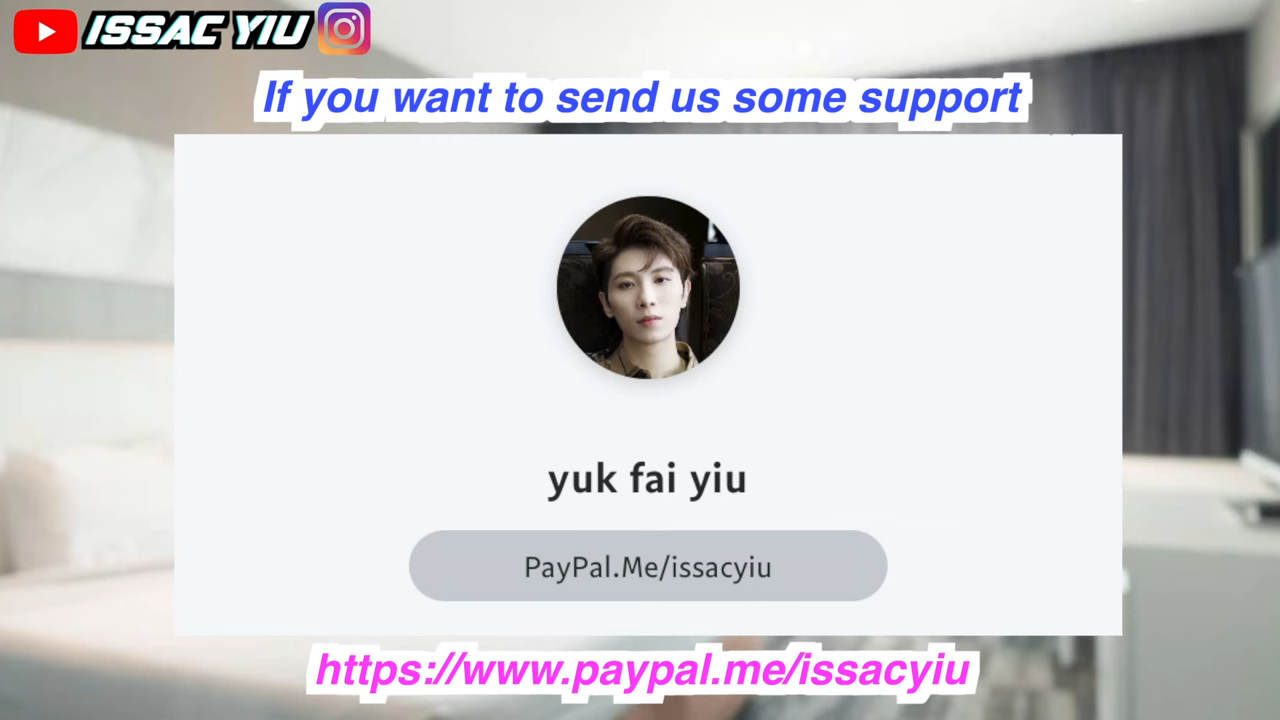 ISSAC YIU
If you want to send us some support
yuk fai yiu
PayPal.Me/issacyiu
https://www.paypal.me/issacyiu